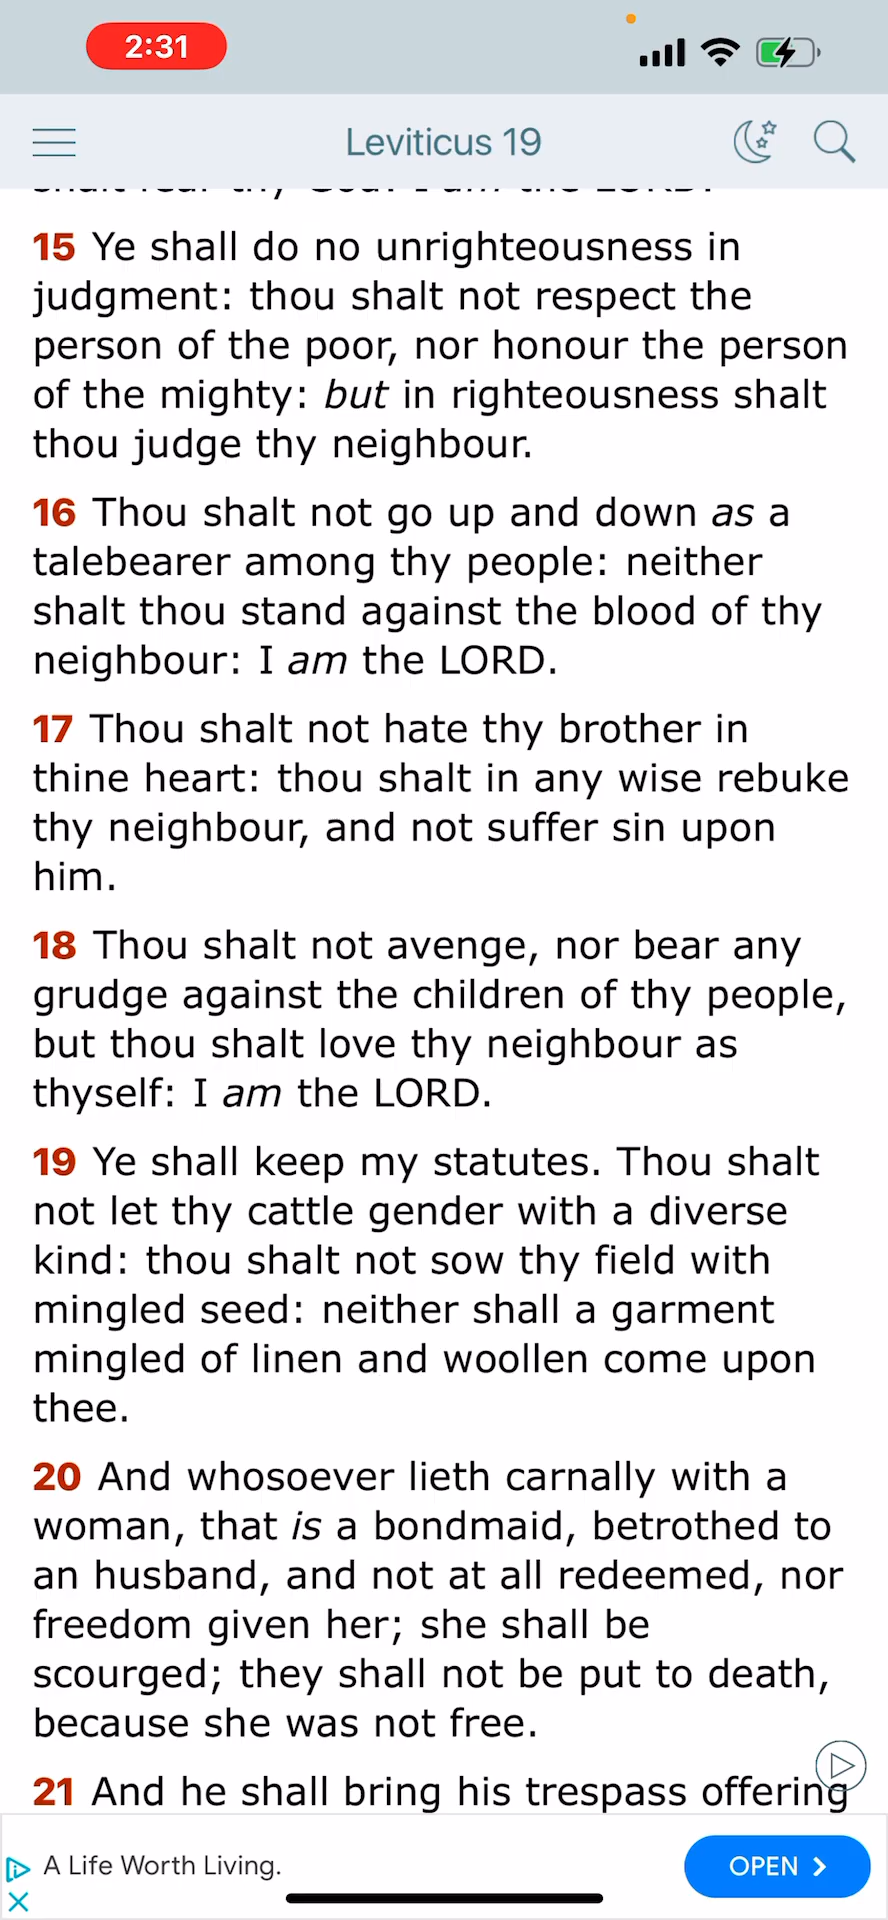 2:31
Leviticus 19
15 Ye shall do no unrighteousness in
judgment: thou shalt not respect the
person of the poor, nor honour the person
of the mighty: but in righteousness shalt
thou judge thy neighbour.
16 Thou shalt not go up and down as a
talebearer among thy people: neither
shalt thou stand against the blood of thy
neighbour: I am the LORD.
17 Thou shalt not hate thy brother in
thine heart: thou shalt in any wise rebuke
thy neighbour, and not suffer sin upon
him.
18 Thou shalt not avenge, nor bear any
grudge against the children of thy people,
but thou shalt love thy neighbour as
thyself: I am the LORD.
19 Ye shall keep my statutes. Thou shalt
not let thy cattle gender with a diverse
kind: thou shalt not sow thy field with
mingled seed: neither shall a garment
mingled of linen and woollen come upon
thee.
20 And whosoever lieth carnally with a
woman, that is a bondmaid, betrothed to
an husband, and not at all redeemed, nor
freedom given her; she shall be
scourged; they shall not be put to death,
because she was not free.
21 And he shall bring his trespass offering
A Life Worth Living.
OPEN